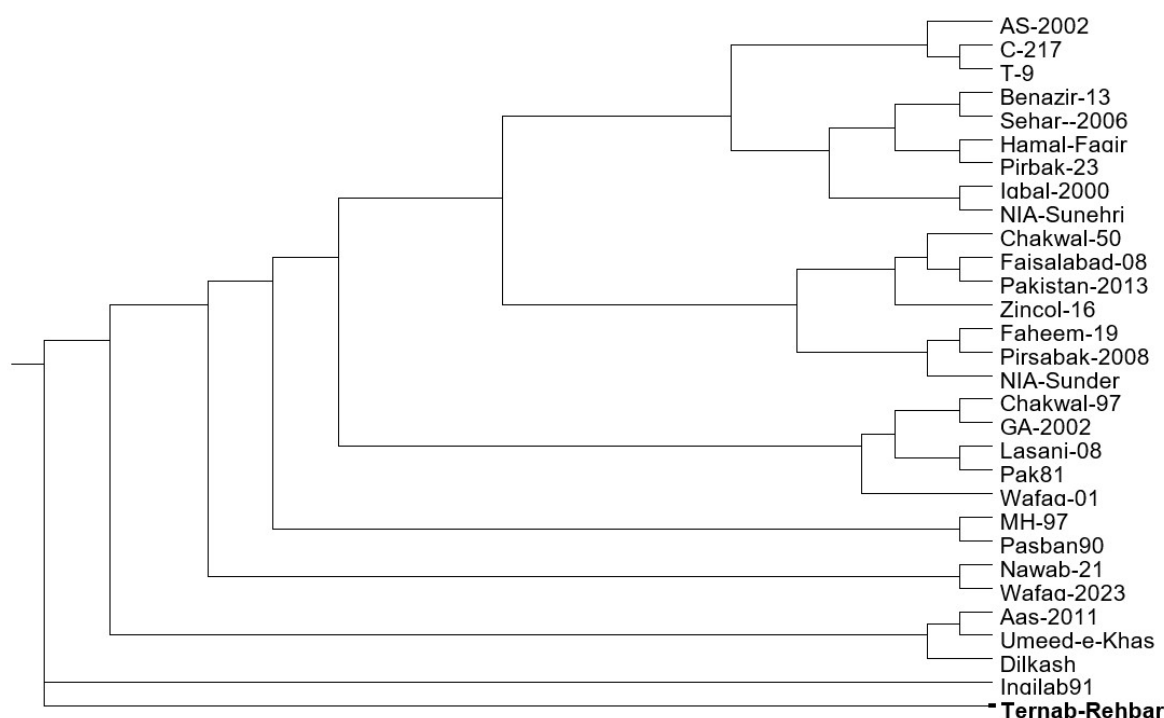 AS-2002
C-217
T-9
Benazir-13
Sehar--2006
Hamal-Faqir
Pirbak-23
Iqbal-2000
NIA-Sunehri
Chakwal-50
Faisalabad-08
Pakistan-2013
Zincol-16
Faheem-19
Pirsabak-2008
NIA-Sunder
Chakwal-97
GA-2002
Lasani-08
Pak81
Wafaq-01
MH-97
Pasban90
Nawab-21
Wafaq-2023
Aas-2011
Umeed-e-Khas
Dilkash
Inqilab91
Ternab-Rehbar